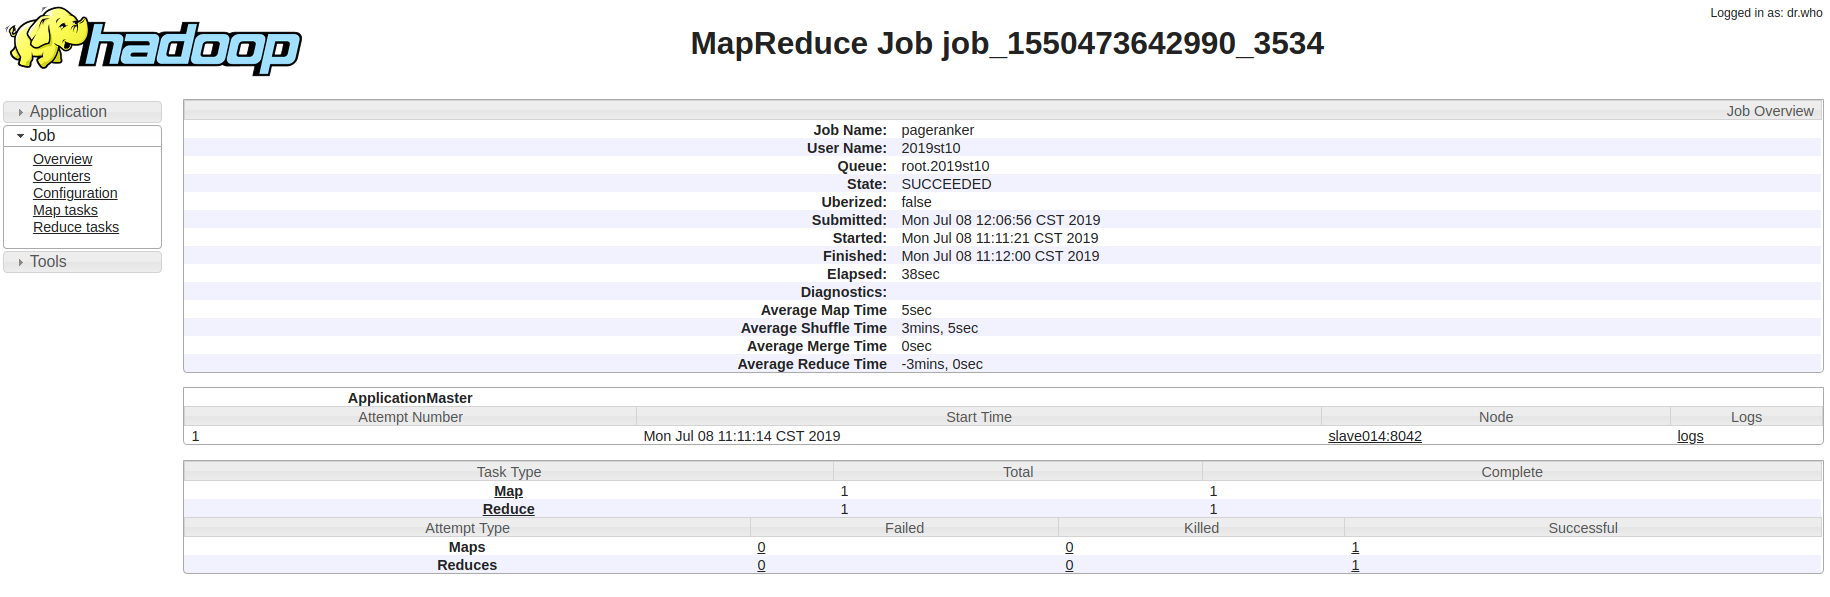 Logged in as: dr.who
hadoop
MapReduce Job job_1550473642990_3534
Application
Job
Overview
Counters
Configuration
Map tasks
Reduce tasks
Tools
Job Overview
Job Name: pageranker
User Name: 2019st10
Queue: root.2019st10
State: SUCCEEDED
Uberized: false
Submitted: Mon Jul 08 12:06:56 CST 2019
Started: Mon Jul 08 11:11:21 CST 2019
Finished: Mon Jul 08 11:12:00 CST 2019
Elapsed: 38sec
Diagnostics:
Average Map Time 5sec
Average Shuffle Time 3mins, 5sec
Average Merge Time 0sec
Average Reduce Time -3mins, 0sec
ApplicationMaster
Attempt Number Start Time Node Logs
1 Mon Jul 08 11:11:14 CST 2019 slave014:8042 logs
Task Type Total Complete
Map 1 1
Reduce 1 1
Attempt Type Failed Killed Successful
Maps 0 0 1
Reduces 0 0 1